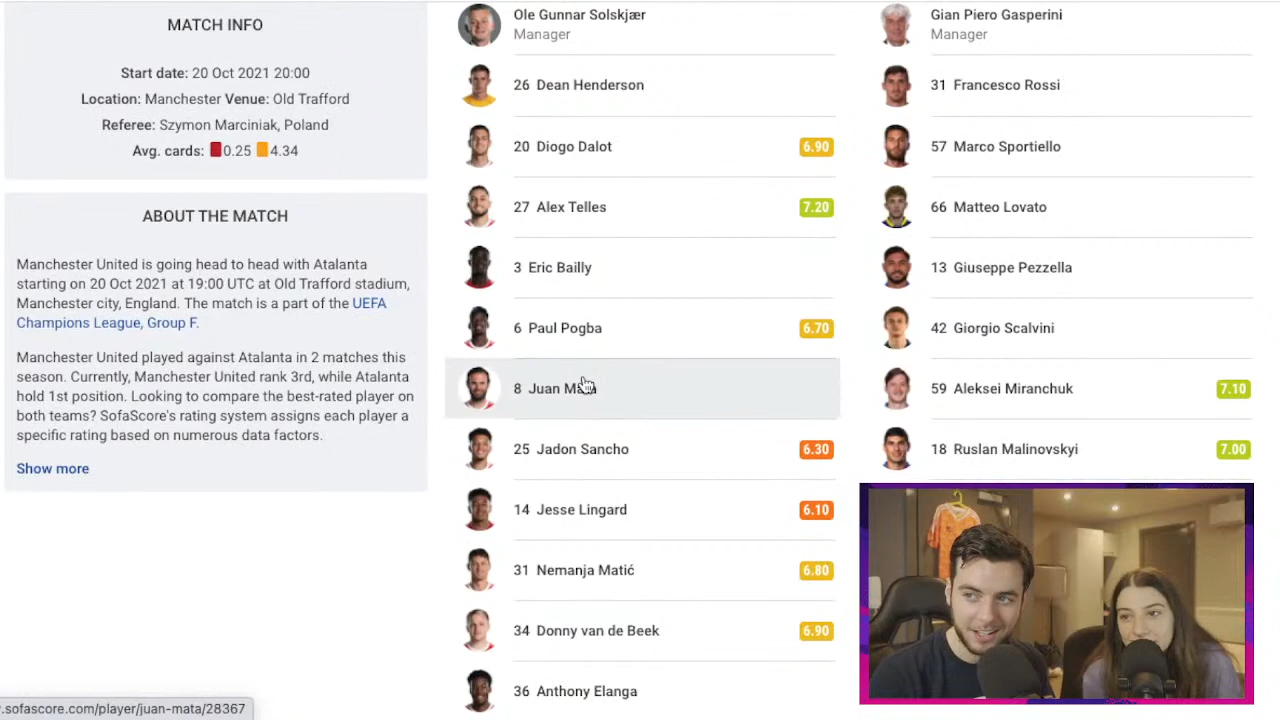 MATCH INFO
Start date: 20 Oct 2021 20:00
Location: Manchester Venue: Old Trafford
Referee: Szymon Marciniak, Poland
Avg. cards: 0.25 4.34
ABOUT THE MATCH
Manchester United is going head to head with Atalanta
starting on 20 Oct 2021 at 19:00 UTC at Old Trafford stadium,
Manchester city, England. The match is a part of the UEFA
Champions League, Group F.
Manchester United played against Atalanta in 2 matches this
season. Currently, Manchester United rank 3rd, while Atalanta
hold 1st position. Looking to compare the best-rated player on
both teams? SofaScore's rating system assigns each player a
specific rating based on numerous data factors.
Show more
Ole Gunnar Solskjær
Manager
26 Dean Henderson
20 Diogo Dalot 6.90
27 Alex Telles 7.20
3 Eric Bailly
6 Paul Pogba 6.70
8 Juan Mata
25 Jadon Sancho 6.30
14 Jesse Lingard 6.10
31 Nemanja Matić 6.80
34 Donny van de Beek 6.90
36 Anthony Elanga
Gian Piero Gasperini
Manager
31 Francesco Rossi
57 Marco Sportiello
66 Matteo Lovato
13 Giuseppe Pezzella
42 Giorgio Scalvini
59 Aleksei Miranchuk 7.10
18 Ruslan Malinovskyi 7.00
.sofascore.com/player/juan-mata/28367